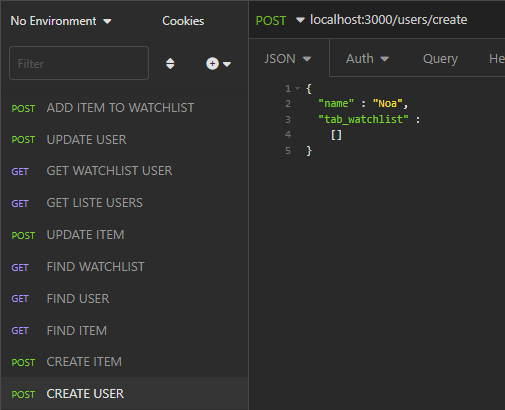 No Environment Cookies
Filter
POST ADD ITEM TO WATCHLIST
POST UPDATE USER
GET GET WATCHLIST USER
GET GET LISTE USERS
POST UPDATE ITEM
GET FIND WATCHLIST
GET FIND USER
GET FIND ITEM
POST CREATE ITEM
POST CREATE USER
POST localhost:3000/users/create
JSON Auth Query He
1 {
2 "name" : "Noa",
3 "tab_watchlist" :
4 []
5 }